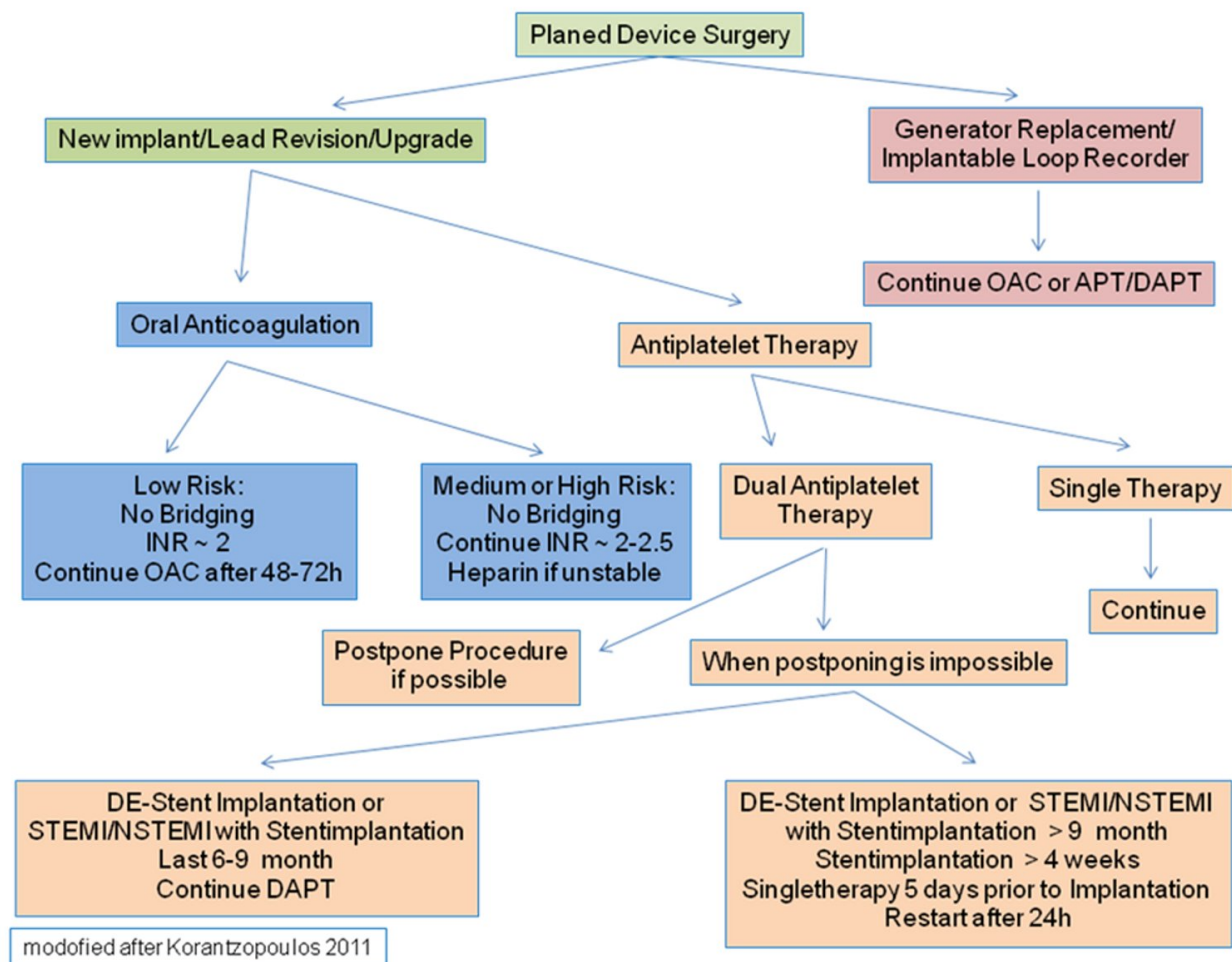 Planed Device Surgery
New implant/Lead Revision/Upgrade
Generator Replacement/
Implantable Loop Recorder
Continue OAC or APT/DAPT
Oral Anticoagulation
Antiplatelet Therapy
Low Risk:
No Bridging
INR ~ 2
Continue OAC after 48-72h
Medium or High Risk:
No Bridging
Continue INR ~ 2-2.5
Heparin if unstable
Dual Antiplatelet
Therapy
Single Therapy
Continue
Postpone Procedure
if possible
When postponing is impossible
DE-Stent Implantation or
STEMI/NSTEMI with Stentimplantation
Last 6-9 month
Continue DAPT
DE-Stent Implantation or STEMI/NSTEMI
with Stentimplantation > 9 month
Stentimplantation > 4 weeks
Singletherapy 5 days prior to Implantation
Restart after 24h
modofied after Korantzopoulos 2011